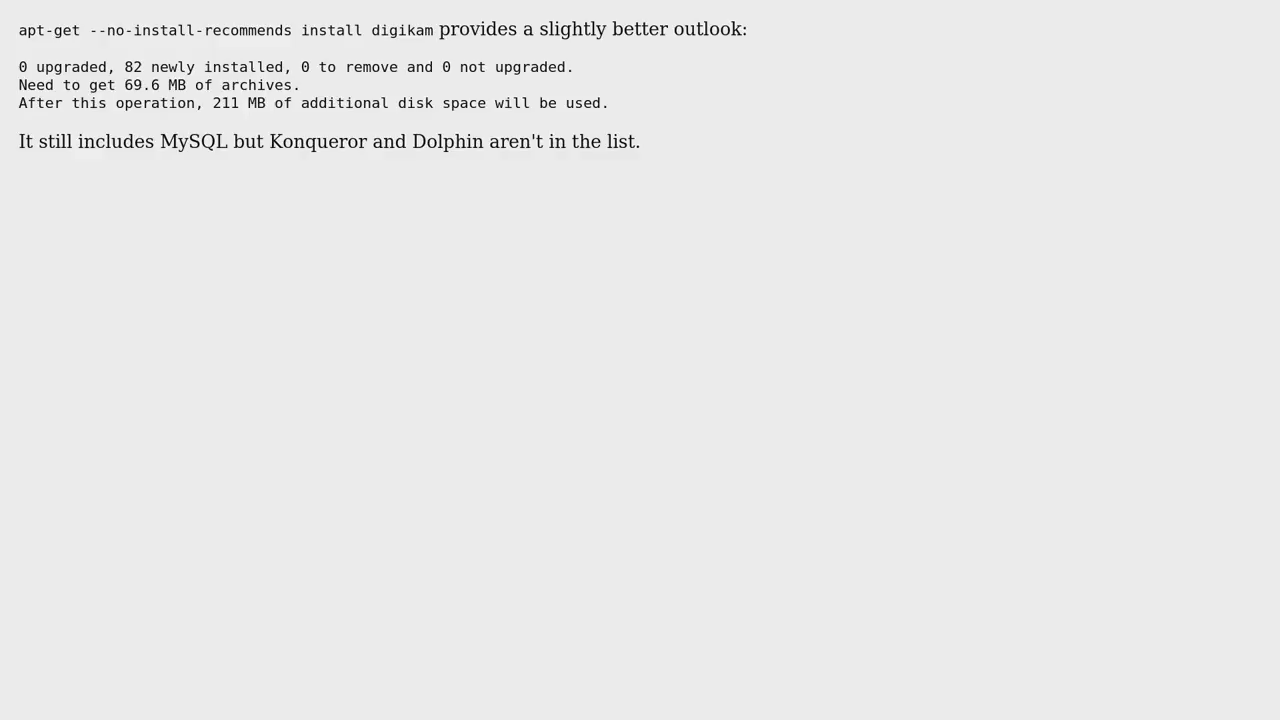 apt-get --no-install-recommends install digikam provides a slightly better outlook:
0 upgraded, 82 newly installed, 0 to remove and 0 not upgraded.
Need to get 69.6 MB of archives.
After this operation, 211 MB of additional disk space will be used.
It still includes MySQL but Konqueror and Dolphin aren't in the list.